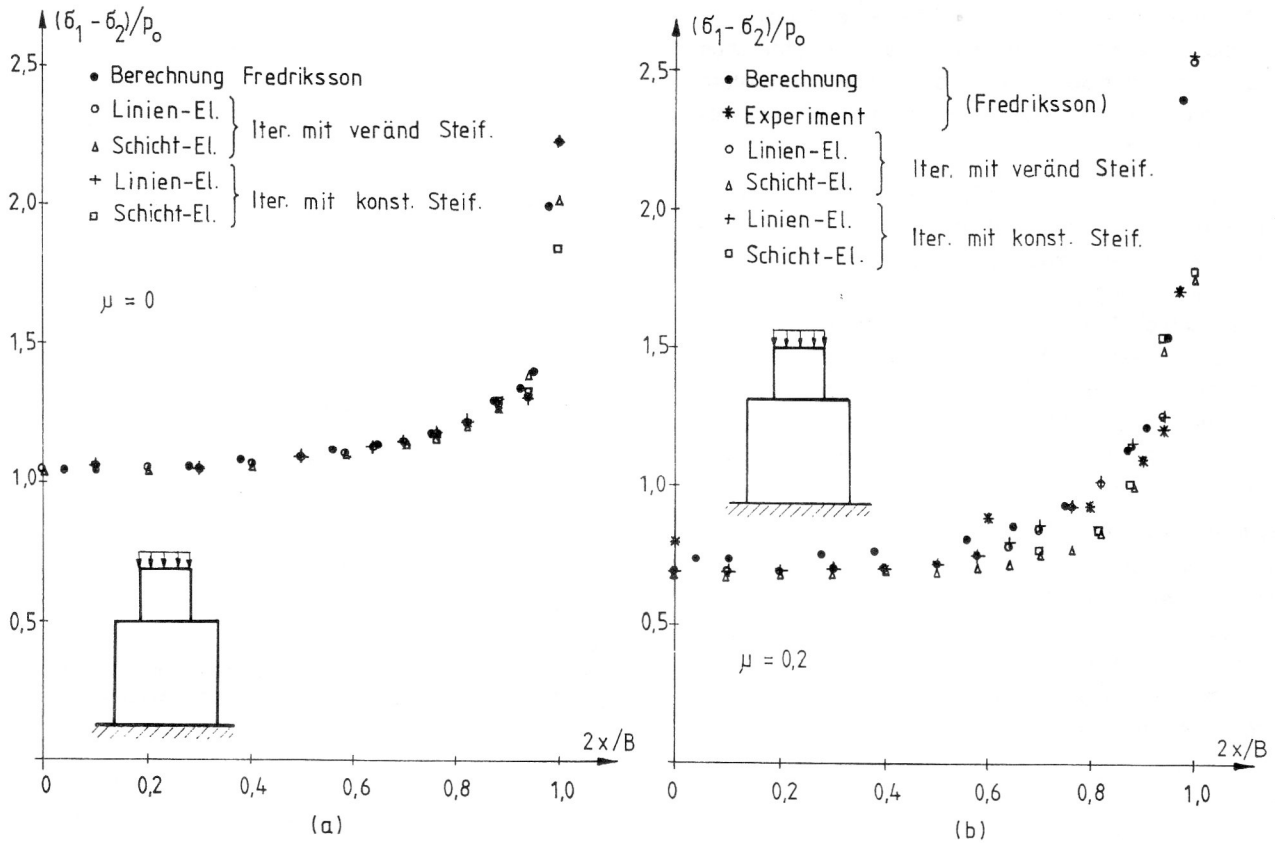 (σ₁ - σ₂)/p₀
2,5
• Berechnung Fredriksson
○ Linien-El.
△ Schicht-El.
Iter. mit veränd Steif.
+ Linien-El.
□ Schicht-El.
Iter. mit konst. Steif.
2,0
μ = 0
1,5
1,0
0,5
2x/B
0 0,2 0,4 0,6 0,8 1,0
(a)
(σ₁ - σ₂)/p₀
2,5
• Berechnung
✱ Experiment
(Fredriksson)
○ Linien-El.
△ Schicht-El.
Iter. mit veränd Steif.
+ Linien-El.
□ Schicht-El.
Iter. mit konst. Steif.
2,0
1,5
1,0
0,5
μ = 0,2
2x/B
0 0,2 0,4 0,6 0,8 1,0
(b)